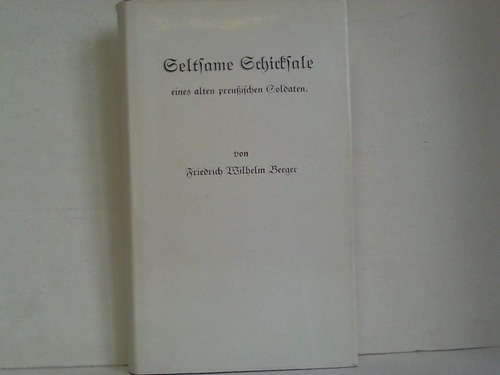 Seltsame Schicksale
eines alten preußischen Soldaten.
von
Friedrich Wilhelm Beeger